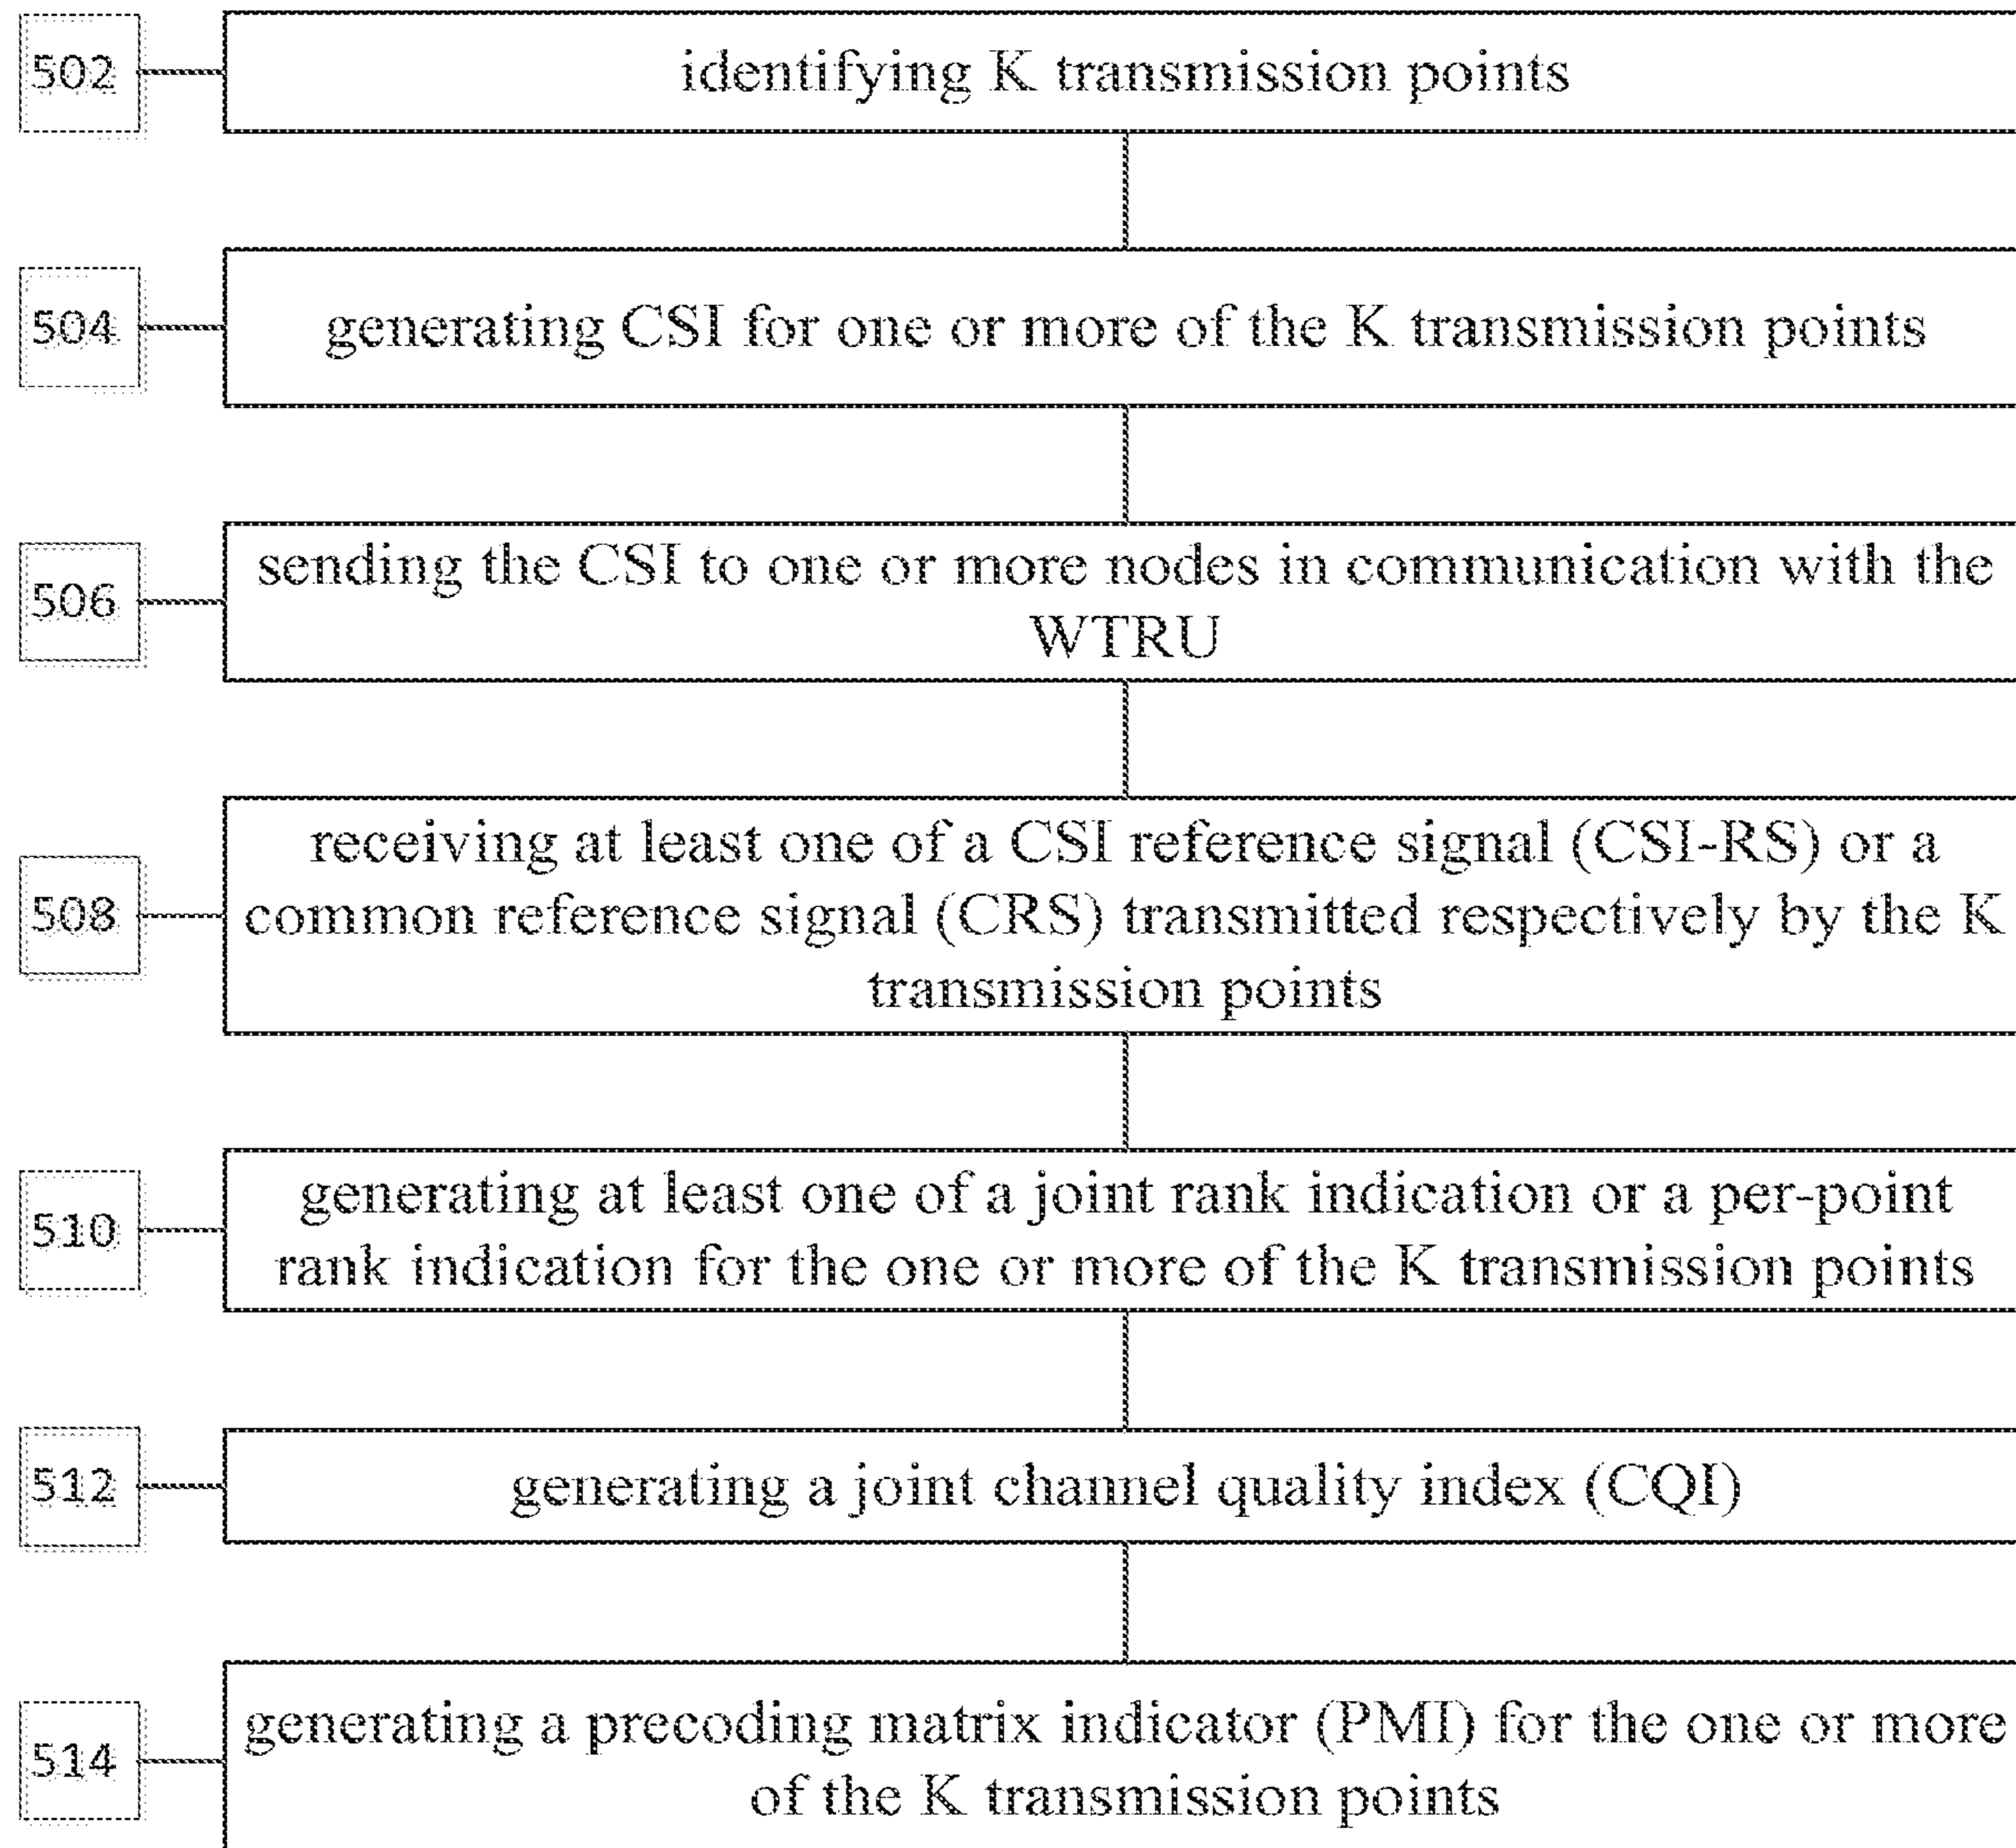 502
identifying K transmission points
504
generating CSI for one or more of the K transmission points
506
sending the CSI to one or more nodes in communication with the
WTRU
508
receiving at least one of a CSI reference signal (CSI-RS) or a
common reference signal (CRS) transmitted respectively by the K
transmission points
510
generating at least one of a joint rank indication or a per-point
rank indication for the one or more of the K transmission points
512
generating a joint channel quality index (CQI)
514
generating a precoding matrix indicator (PMI) for the one or more
of the K transmission points